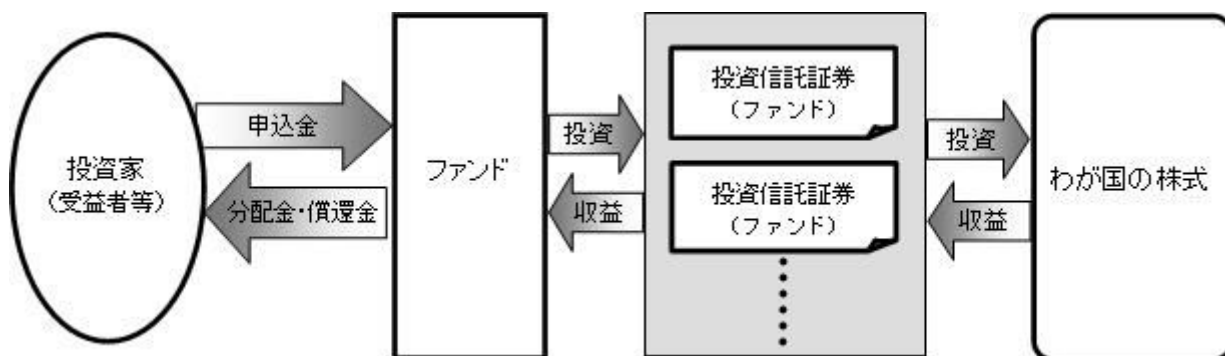 投資家
（受益者等）
申込金
分配金・償還金
ファンド
投資
収益
投資信託証券
（ファンド）
投資信託証券
（ファンド）
投資
収益
わが国の株式